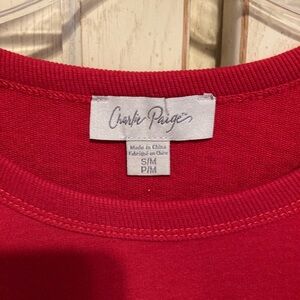 Charlie Paige
Made in China
Fabriqué en Chine
S/M
P/M